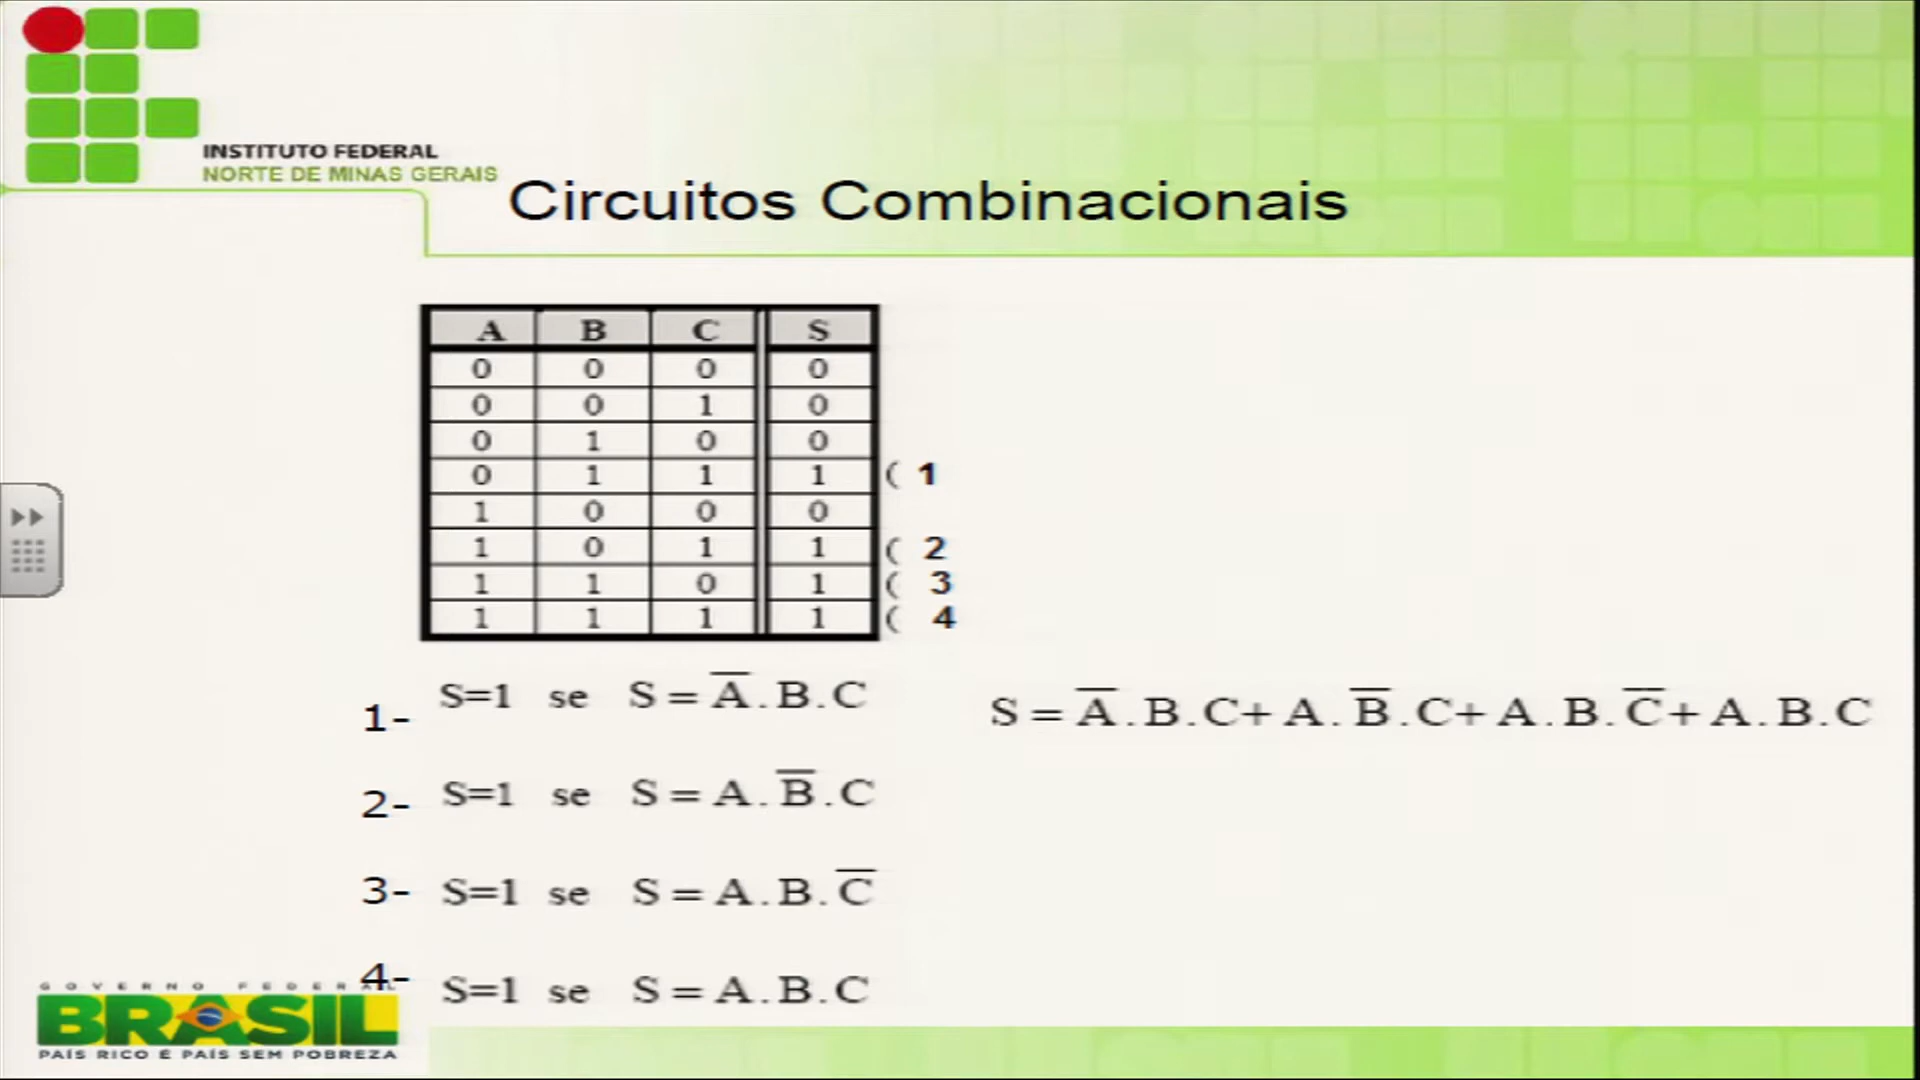 INSTITUTO FEDERAL
NORTE DE MINAS GERAIS
Circuitos Combinacionais
A B C S
0 0 0 0
0 0 1 0
0 1 0 0
0 1 1 1 ( 1
1 0 0 0
1 0 1 1 ( 2
1 1 0 1 ( 3
1 1 1 1 ( 4
1- S=1 se S = A̅ . B . C
S = A̅ . B . C + A . B̅ . C + A . B . C̅ + A . B . C
2- S=1 se S = A . B̅ . C
3- S=1 se S = A . B . C̅
4- S=1 se S = A . B . C
GOVERNO FEDERAL
BRASIL
PAÍS RICO É PAÍS SEM POBREZA